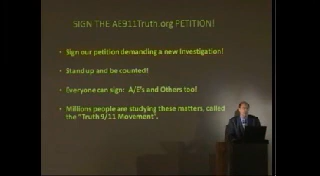 SIGN THE AE911Truth.org PETITION!
Sign our petition demanding a new Investigation!
Stand up and be counted!
Everyone can sign: A/E's and Others too!
Millions people are studying these matters, called
the "Truth 9/11 Movement".